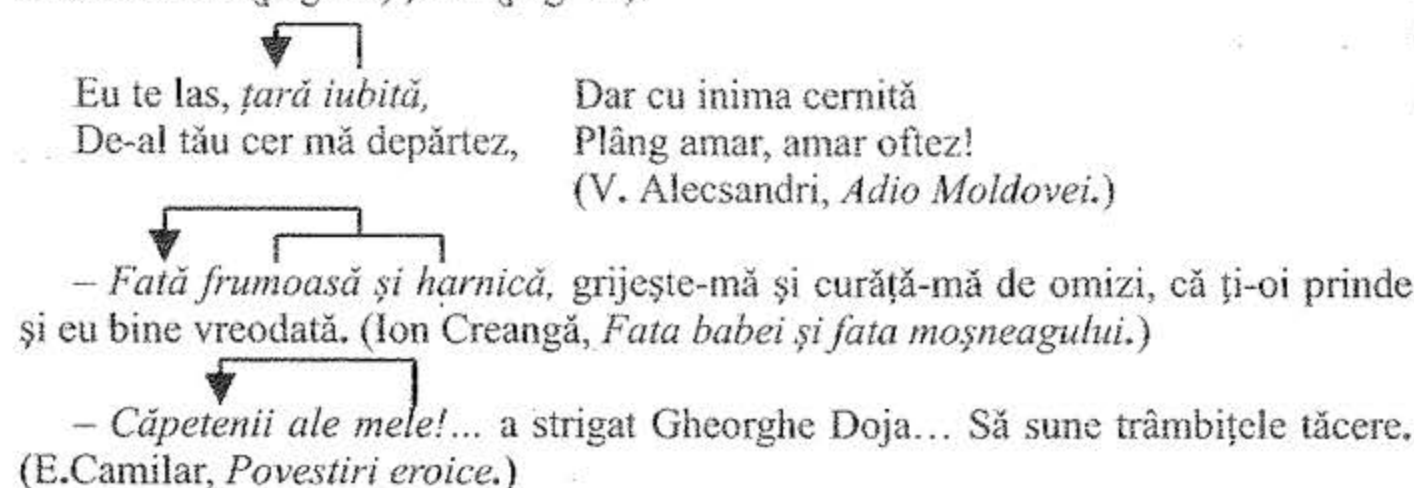 Eu te las, țară iubită,
De-al tău cer mă depărtez,
Dar cu inima cernită
Plâng amar, amar oftez!
(V. Alecsandri, Adio Moldovei.)
– Fată frumoasă și harnică, grijește-mă și curăță-mă de omizi, că ți-oi prinde
și eu bine vreodată. (Ion Creangă, Fata babei și fata moșneagului.)
– Căpetenii ale mele!... a strigat Gheorghe Doja... Să sune trâmbițele tăcere.
(E.Camilar, Povestiri eroice.)